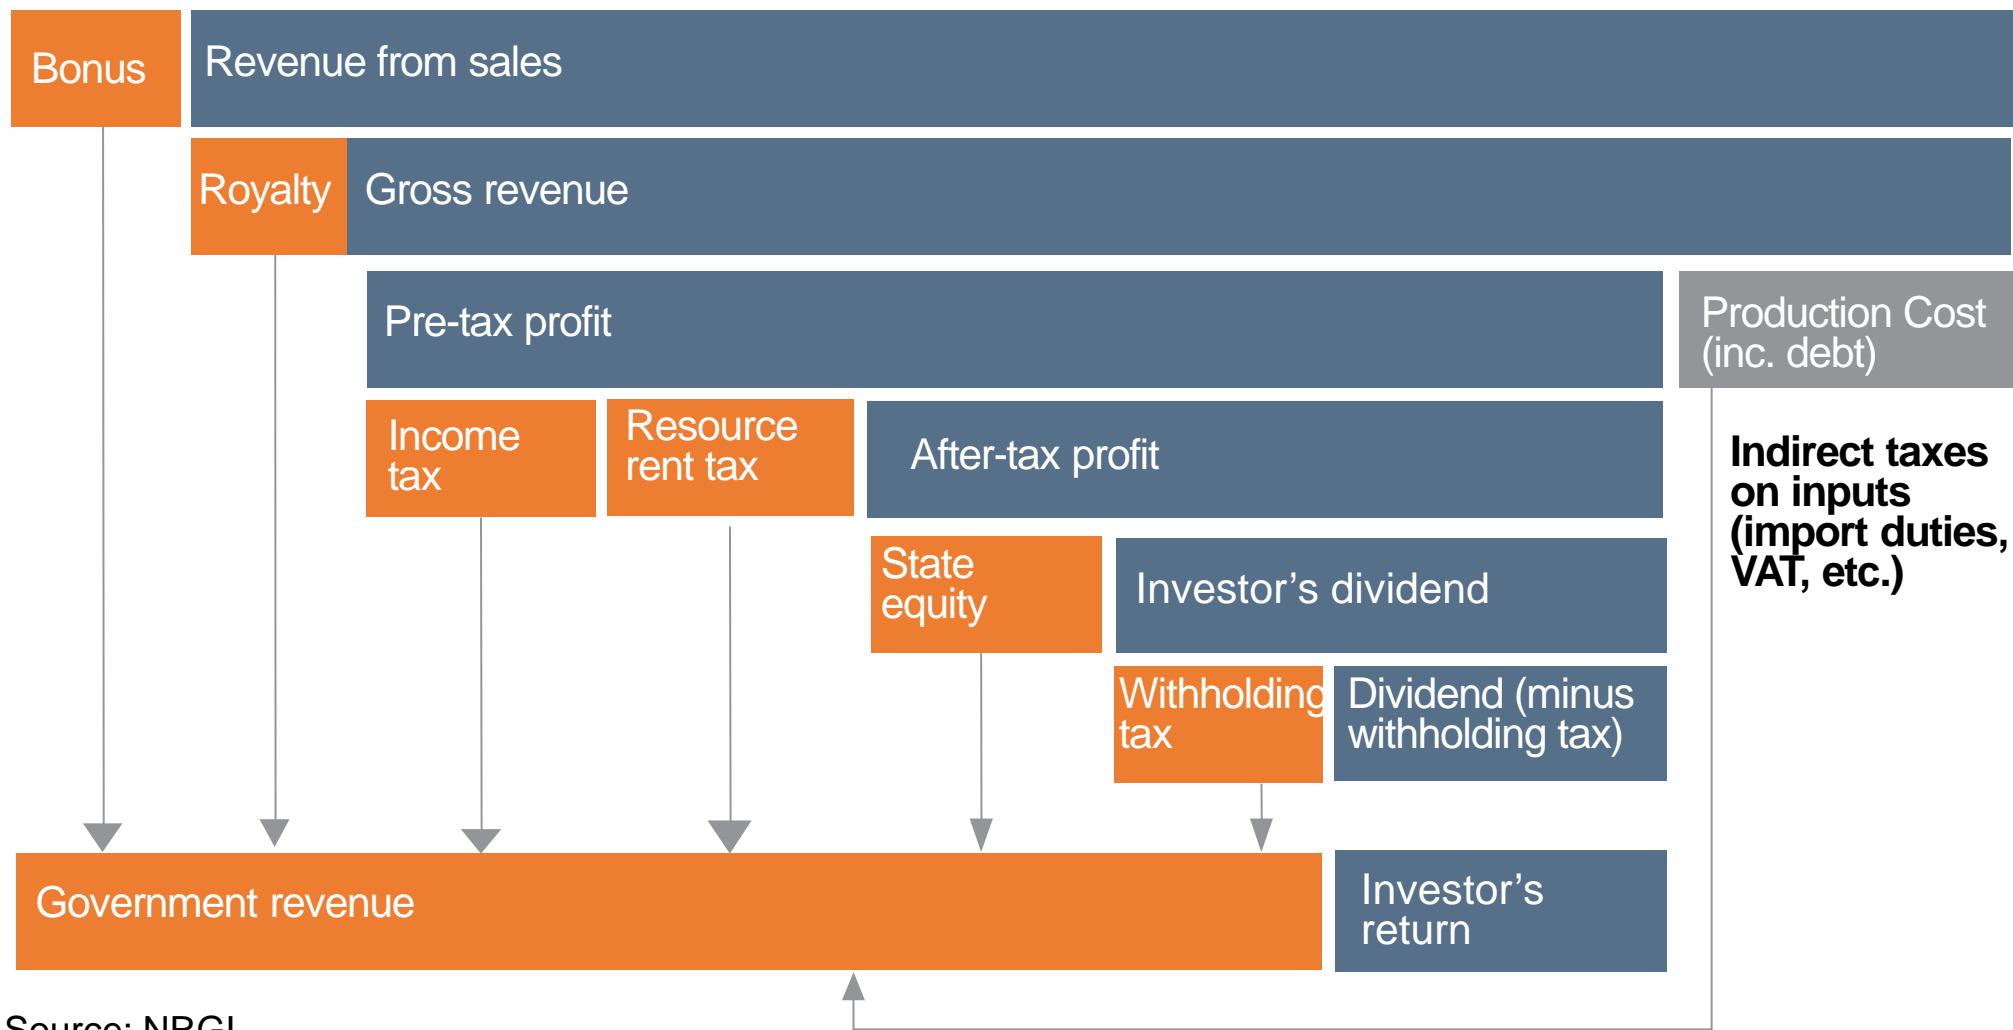 Bonus
Revenue from sales
Royalty
Gross revenue
Pre-tax profit
Production Cost
(inc. debt)
Income
tax
Resource
rent tax
After-tax profit
Indirect taxes
on inputs
(import duties,
VAT, etc.)
State
equity
Investor’s dividend
Withholding
tax
Dividend (minus
withholding tax)
Government revenue
Investor’s
return
Source: NRGI